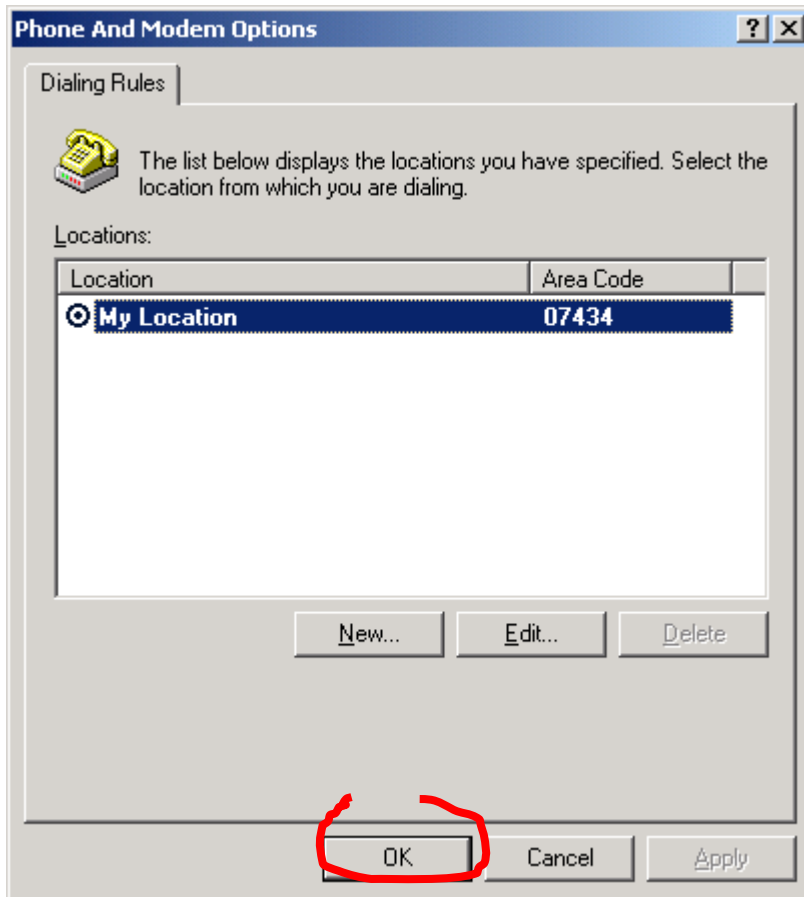 Phone And Modem Options
Dialing Rules
The list below displays the locations you have specified. Select the
location from which you are dialing.
Locations:
Location Area Code
My Location 07434
New... Edit... Delete
OK Cancel Apply